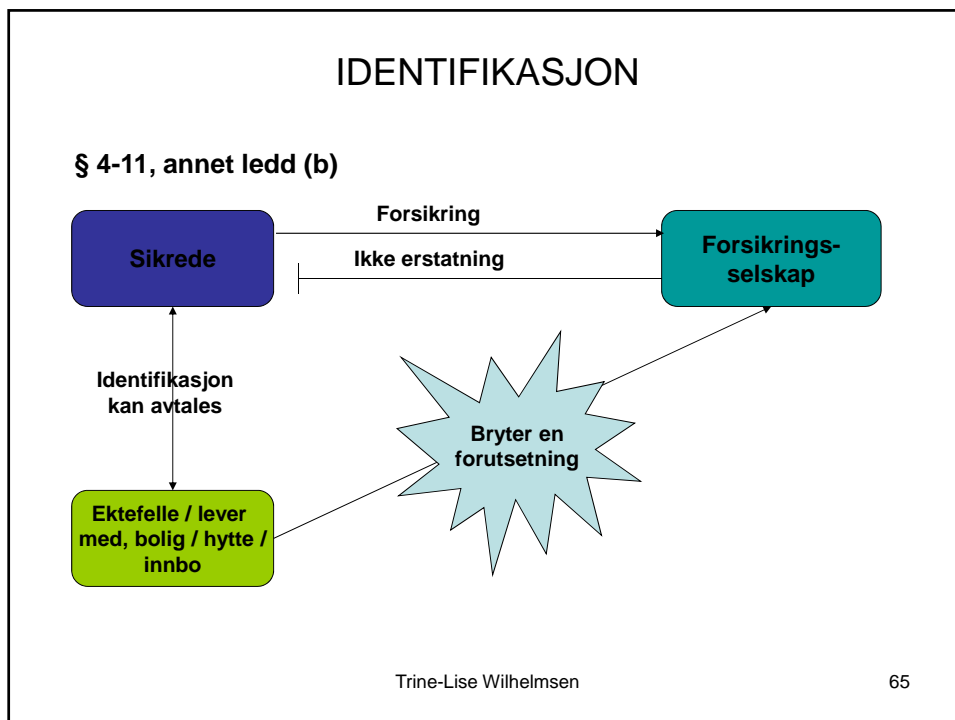 IDENTIFIKASJON
§ 4-11, annet ledd (b)
Forsikring
Sikrede
Ikke erstatning
Forsikrings-
selskap
Identifikasjon
kan avtales
Bryter en
forutsetning
Ektefelle / lever
med, bolig / hytte /
innbo
Trine-Lise Wilhelmsen
65